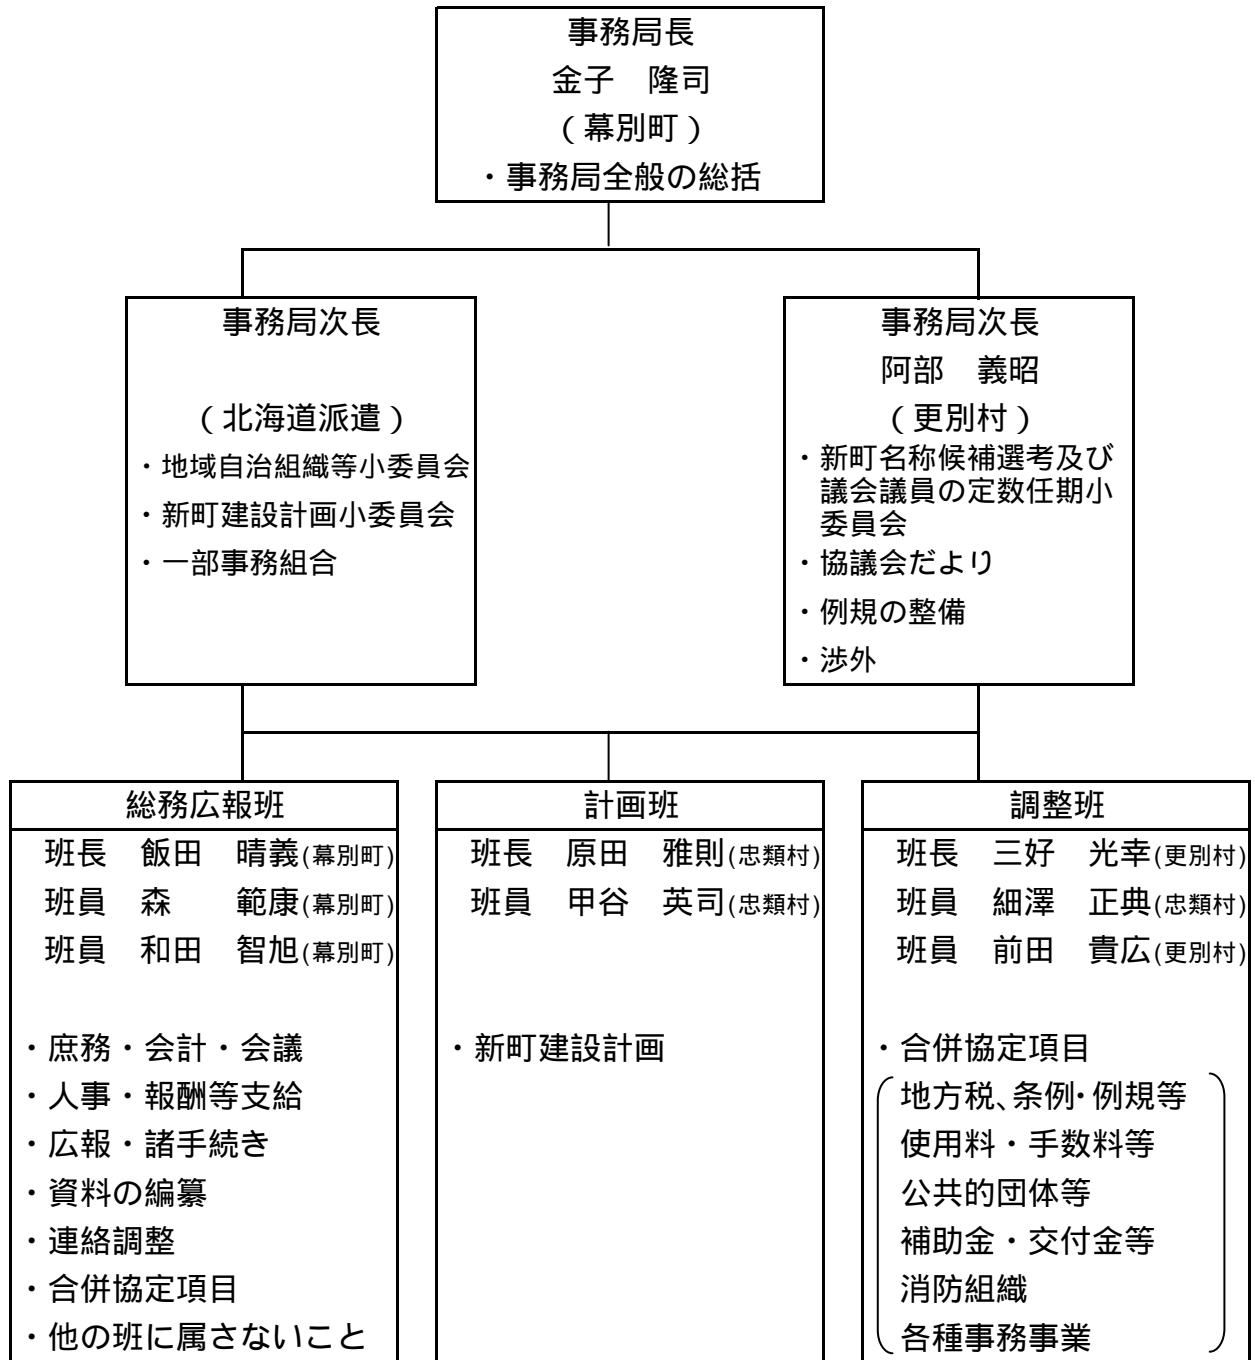 事務局長
金子　隆司
（幕別町）
・事務局全般の総括
事務局次長
（北海道派遣）
・地域自治組織等小委員会
・新町建設計画小委員会
・一部事務組合
事務局次長
阿部　義昭
（更別村）
・新町名称候補選考及び
議会議員の定数任期小
委員会
・協議会だより
・例規の整備
・渉外
総務広報班
班長　飯田　晴義(幕別町)
班員　森　範康(幕別町)
班員　和田　智旭(幕別町)
・庶務・会計・会議
・人事・報酬等支給
・広報・諸手続き
・資料の編纂
・連絡調整
・合併協定項目
・他の班に属さないこと
計画班
班長　原田　雅則(忠類村)
班員　甲谷　英司(忠類村)
・新町建設計画
調整班
班長　三好　光幸(更別村)
班員　細澤　正典(忠類村)
班員　前田　貴広(更別村)
・合併協定項目
地方税、条例・例規等
使用料・手数料等
公共的団体等
補助金・交付金等
消防組織
各種事務事業